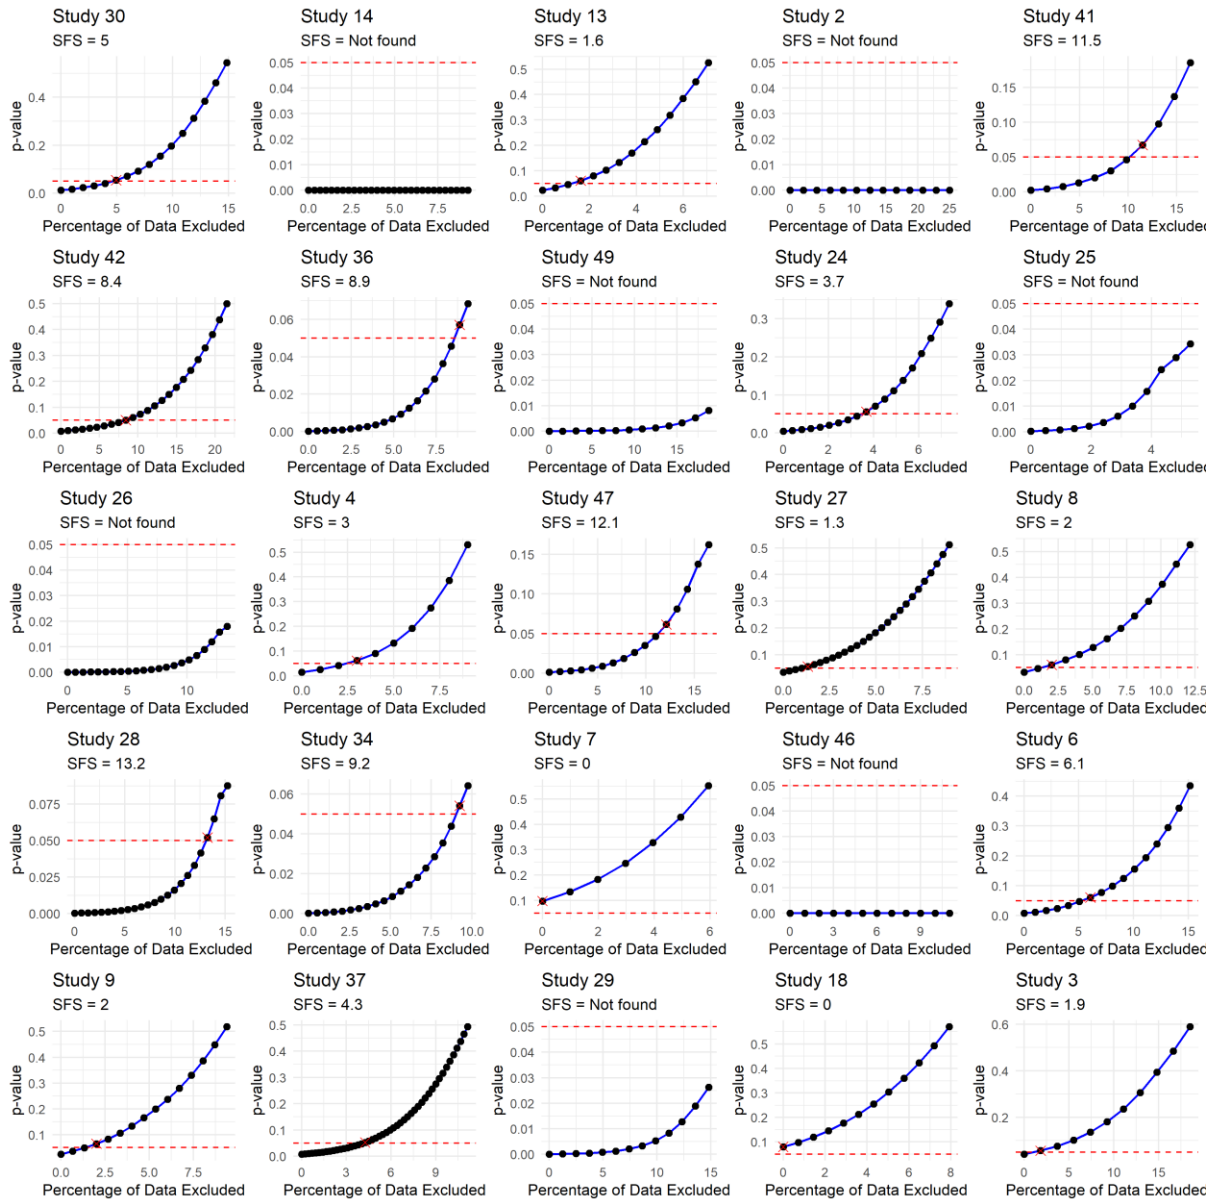 Study 30
SFS = 5
p-value
0.4
0.2
0.0
0 5 10 15
Percentage of Data Excluded
Study 14
SFS = Not found
p-value
0.05
0.04
0.03
0.02
0.01
0.00
0.0 2.5 5.0 7.5
Percentage of Data Excluded
Study 13
SFS = 1.6
p-value
0.5
0.4
0.3
0.2
0.1
0.0
0 2 4 6
Percentage of Data Excluded
Study 2
SFS = Not found
p-value
0.05
0.04
0.03
0.02
0.01
0.00
0 5 10 15 20 25
Percentage of Data Excluded
Study 41
SFS = 11.5
p-value
0.15
0.10
0.05
0.00
0 5 10 15
Percentage of Data Excluded
Study 42
SFS = 8.4
p-value
0.5
0.4
0.3
0.2
0.1
0.0
0 5 10 15 20
Percentage of Data Excluded
Study 36
SFS = 8.9
p-value
0.06
0.04
0.02
0.00
0.0 2.5 5.0 7.5
Percentage of Data Excluded
Study 49
SFS = Not found
p-value
0.05
0.04
0.03
0.02
0.01
0.00
0 5 10 15
Percentage of Data Excluded
Study 24
SFS = 3.7
p-value
0.3
0.2
0.1
0.0
0 2 4 6
Percentage of Data Excluded
Study 25
SFS = Not found
p-value
0.05
0.04
0.03
0.02
0.01
0.00
0 2 4
Percentage of Data Excluded
Study 26
SFS = Not found
p-value
0.05
0.04
0.03
0.02
0.01
0.00
0 5 10
Percentage of Data Excluded
Study 4
SFS = 3
p-value
0.5
0.4
0.3
0.2
0.1
0.0
0.0 2.5 5.0 7.5
Percentage of Data Excluded
Study 47
SFS = 12.1
p-value
0.15
0.10
0.05
0.00
0 5 10 15
Percentage of Data Excluded
Study 27
SFS = 1.3
p-value
0.5
0.4
0.3
0.2
0.1
0.0 2.5 5.0 7.5
Percentage of Data Excluded
Study 8
SFS = 2
p-value
0.5
0.4
0.3
0.2
0.1
0.0 2.5 5.0 7.5 10.0 12.5
Percentage of Data Excluded
Study 28
SFS = 13.2
p-value
0.075
0.050
0.025
0.000
0 5 10 15
Percentage of Data Excluded
Study 34
SFS = 9.2
p-value
0.06
0.04
0.02
0.00
0.0 2.5 5.0 7.5 10.0
Percentage of Data Excluded
Study 7
SFS = 0
p-value
0.5
0.4
0.3
0.2
0.1
0 2 4 6
Percentage of Data Excluded
Study 46
SFS = Not found
p-value
0.05
0.04
0.03
0.02
0.01
0.00
0 3 6 9
Percentage of Data Excluded
Study 6
SFS = 6.1
p-value
0.4
0.3
0.2
0.1
0.0
0 5 10 15
Percentage of Data Excluded
Study 9
SFS = 2
p-value
0.5
0.4
0.3
0.2
0.1
0.0 2.5 5.0 7.5
Percentage of Data Excluded
Study 37
SFS = 4.3
p-value
0.5
0.4
0.3
0.2
0.1
0.0
0 3 6 9
Percentage of Data Excluded
Study 29
SFS = Not found
p-value
0.05
0.04
0.03
0.02
0.01
0.00
0 5 10 15
Percentage of Data Excluded
Study 18
SFS = 0
p-value
0.5
0.4
0.3
0.2
0.1
0 2 4 6 8
Percentage of Data Excluded
Study 3
SFS = 1.9
p-value
0.6
0.4
0.2
0 5 10 15
Percentage of Data Excluded